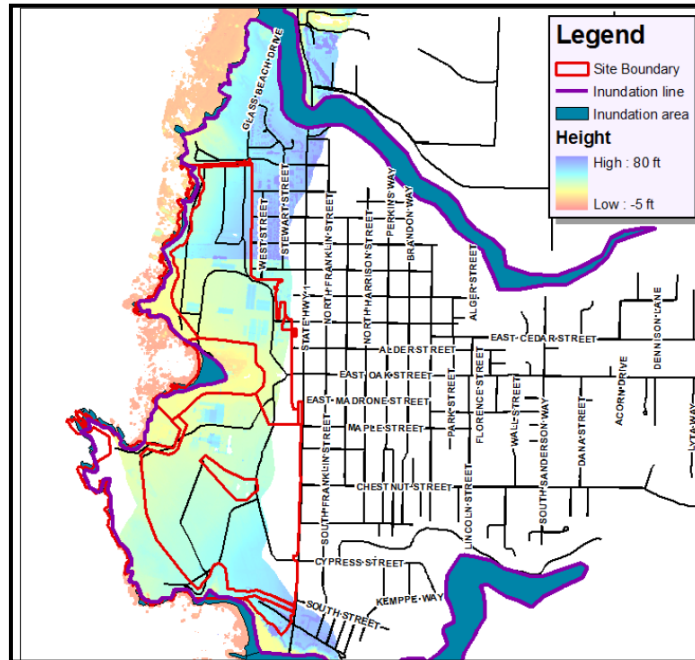 Legend
Site Boundary
Inundation line
Inundation area
Height
High : 80 ft
Low : -5 ft
GLASS BEACH DRIVE
WEST STREET
STEWART STREET
STATE HWY 1
NORTH FRANKLIN STREET
NORTH HARRISON STREET
PERKINS WAY
BRANDON WAY
ALGER STREET
EAST CEDAR STREET
DENNISON LANE
ALDER STREET
EAST OAK STREET
EAST MADRONE STREET
MAPLE STREET
PARK STREET
FLORENCE STREET
WALL STREET
SOUTH SANDERSON WAY
DANA STREET
ACORN DRIVE
LYTA WAY
SOUTH FRANKLIN STREET
CHESTNUT STREET
LINCOLN STREET
CYPRESS STREET
SOUTH STREET
KEMPPE WAY